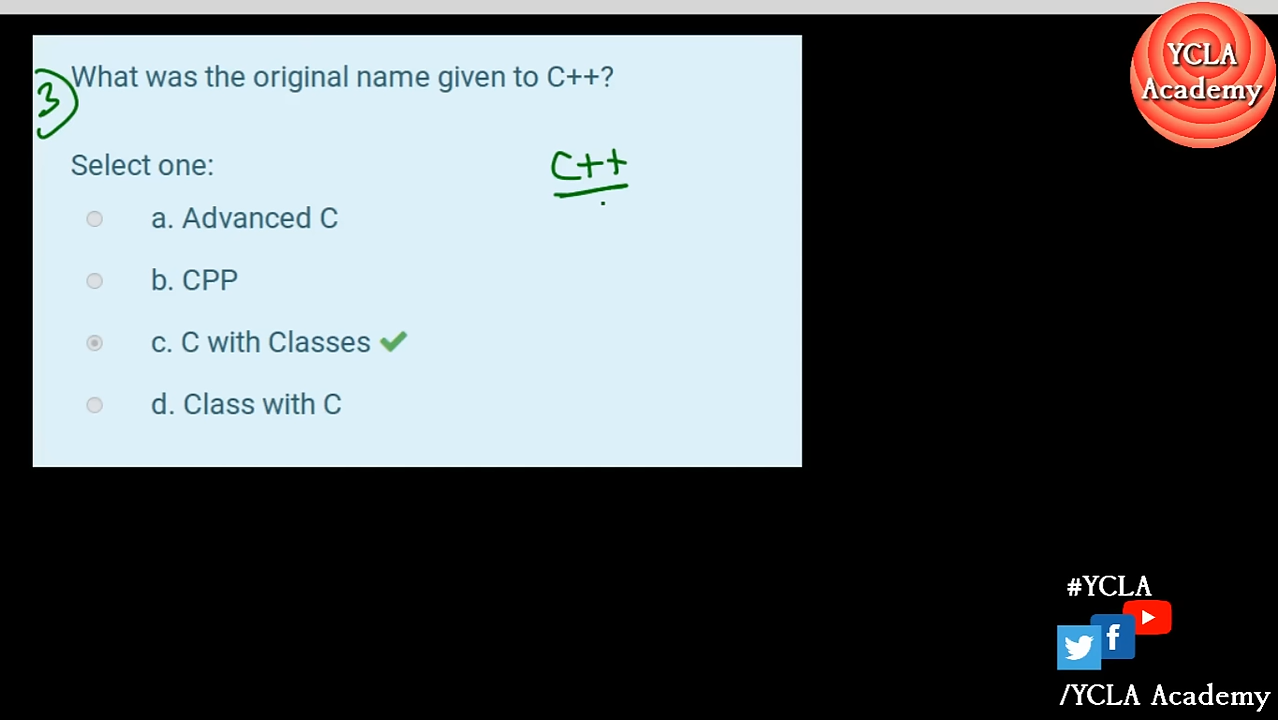 YCLA
Academy
What was the original name given to C++?
3
Select one:
C++
a. Advanced C
b. CPP
c. C with Classes
d. Class with C
#YCLA
f
/YCLA Academy